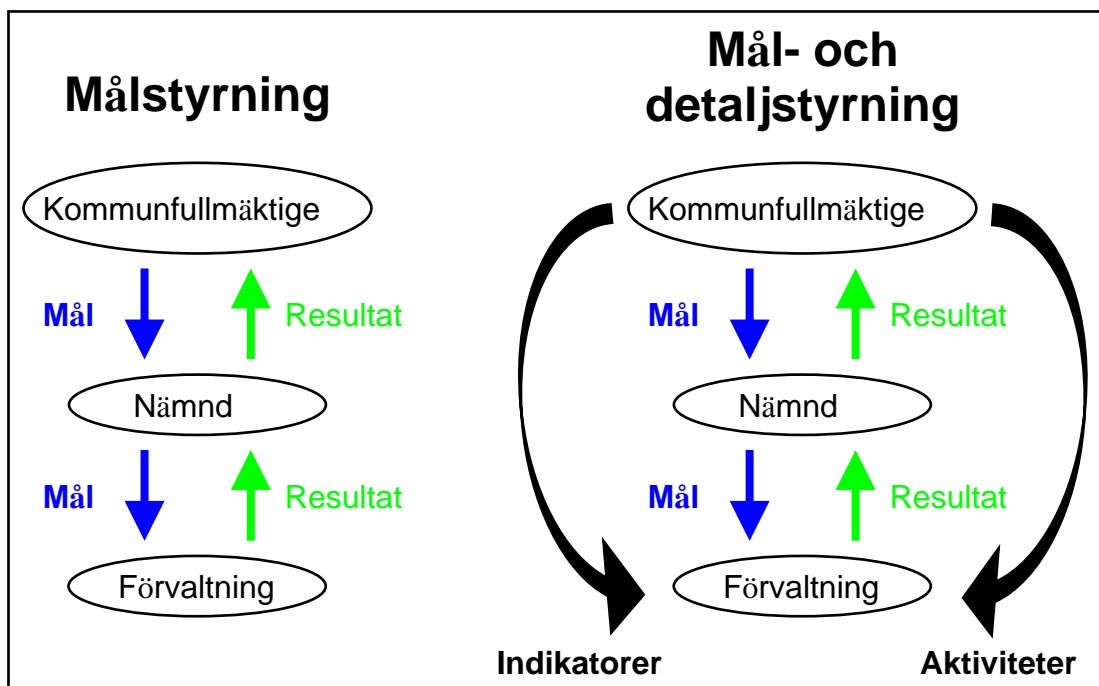 Målstyrning
Kommunfullmäktige
Mål
Resultat
Nämnd
Mål
Resultat
Förvaltning
Mål- och
detaljstyrning
Kommunfullmäktige
Mål
Resultat
Nämnd
Mål
Resultat
Förvaltning
Indikatorer
Aktiviteter